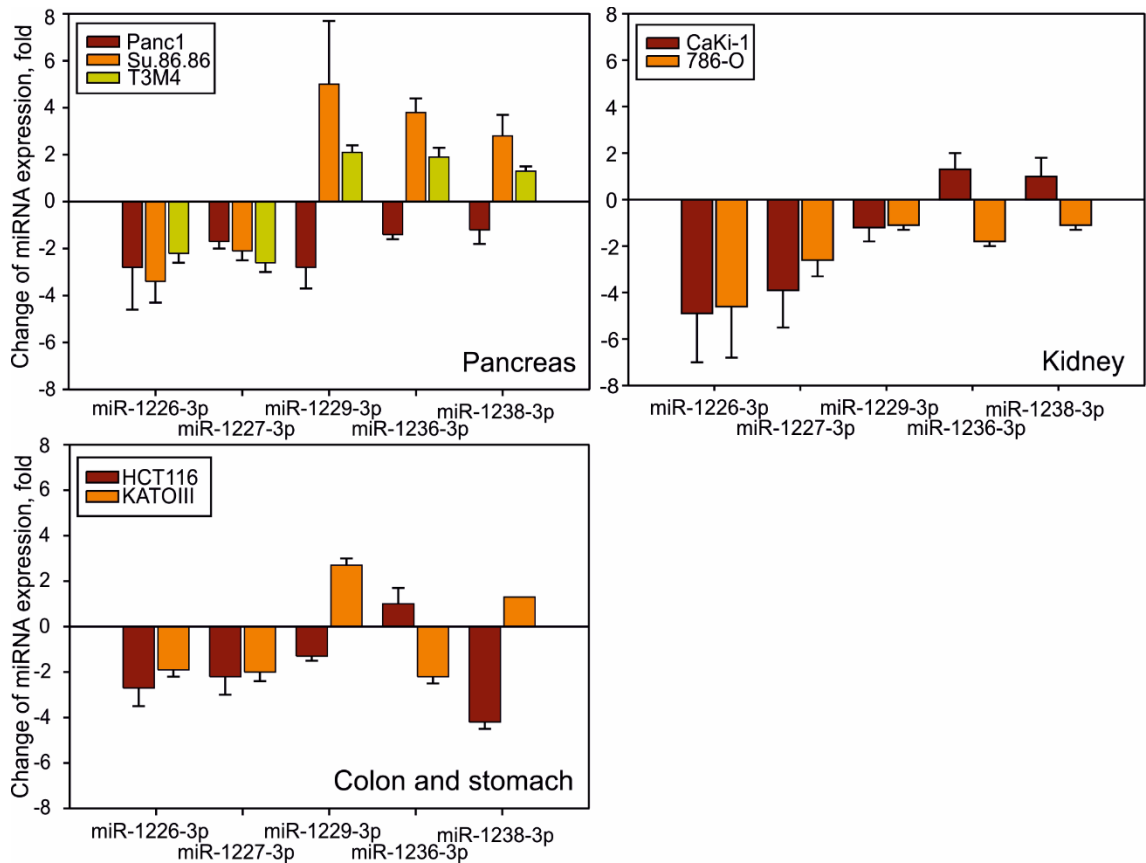 Change of miRNA expression, fold
8
6
4
2
0
-2
-4
-6
-8
Panc1
Su.86.86
T3M4
Pancreas
miR-1226-3p
miR-1227-3p
miR-1229-3p
miR-1236-3p
miR-1238-3p
8
6
4
2
0
-2
-4
-6
-8
CaKi-1
786-O
Kidney
miR-1226-3p
miR-1227-3p
miR-1229-3p
miR-1236-3p
miR-1238-3p
Change of miRNA expression, fold
8
6
4
2
0
-2
-4
-6
-8
HCT116
KATOIII
Colon and stomach
miR-1226-3p
miR-1227-3p
miR-1229-3p
miR-1236-3p
miR-1238-3p